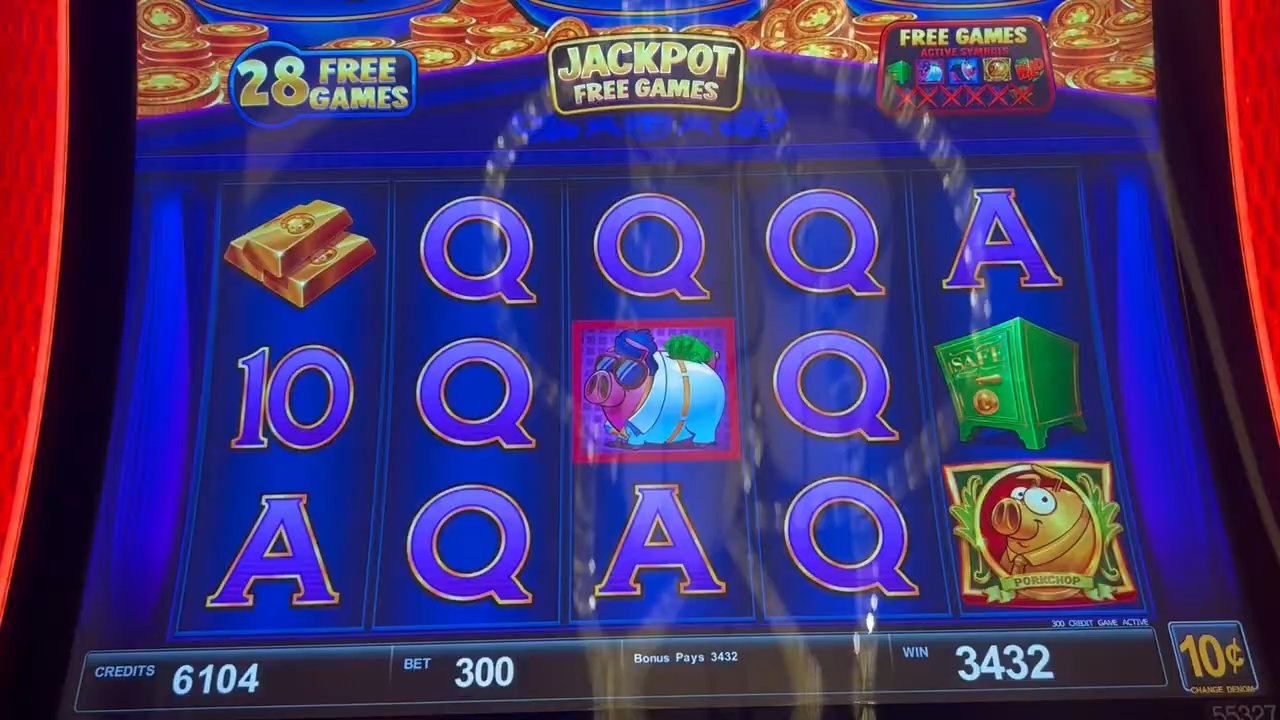 28 FREE GAMES
JACKPOT
FREE GAMES
FREE GAMES
ACTIVE SYMBOLS
Q Q Q A
10 Q Q
SAFE
A Q A Q
PORKCHOP
300 CREDIT GAME ACTIVE
CREDITS 6104
BET 300
Bonus Pays 3432
WIN 3432
10¢
CHANGE DENOM
55327